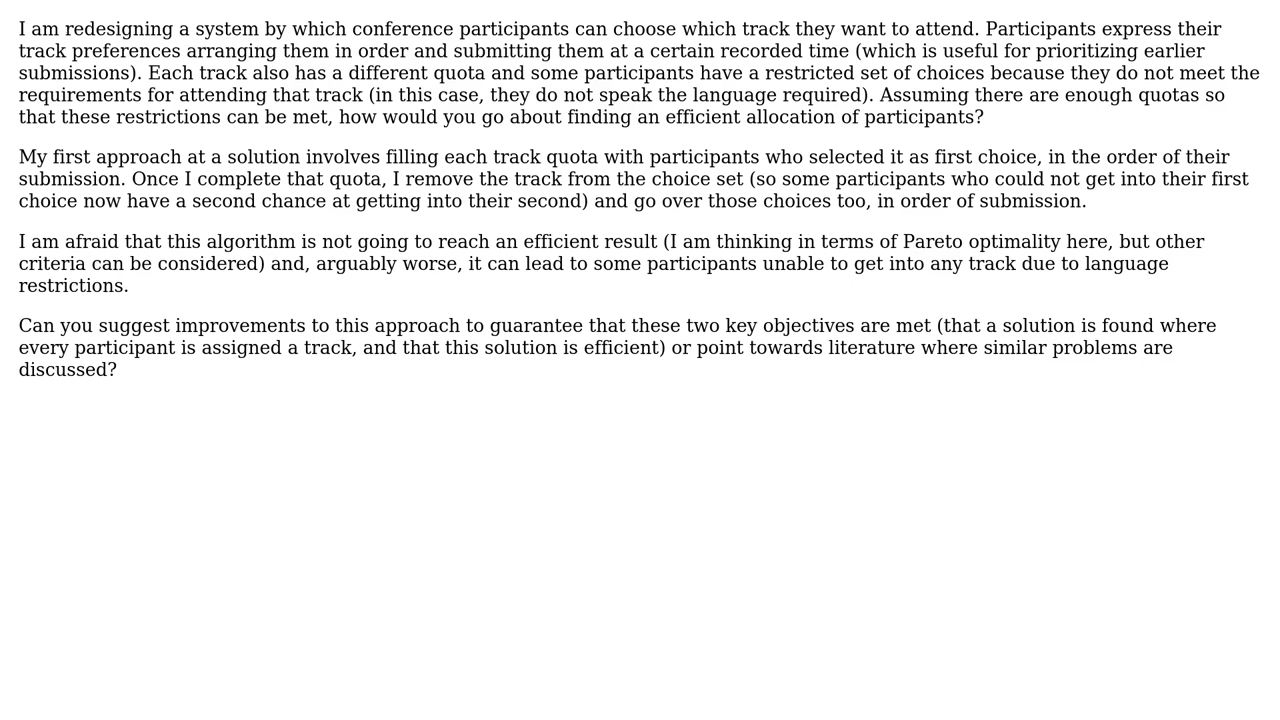 I am redesigning a system by which conference participants can choose which track they want to attend. Participants express their
track preferences arranging them in order and submitting them at a certain recorded time (which is useful for prioritizing earlier
submissions). Each track also has a different quota and some participants have a restricted set of choices because they do not meet the
requirements for attending that track (in this case, they do not speak the language required). Assuming there are enough quotas so
that these restrictions can be met, how would you go about finding an efficient allocation of participants?
My first approach at a solution involves filling each track quota with participants who selected it as first choice, in the order of their
submission. Once I complete that quota, I remove the track from the choice set (so some participants who could not get into their first
choice now have a second chance at getting into their second) and go over those choices too, in order of submission.
I am afraid that this algorithm is not going to reach an efficient result (I am thinking in terms of Pareto optimality here, but other
criteria can be considered) and, arguably worse, it can lead to some participants unable to get into any track due to language
restrictions.
Can you suggest improvements to this approach to guarantee that these two key objectives are met (that a solution is found where
every participant is assigned a track, and that this solution is efficient) or point towards literature where similar problems are
discussed?